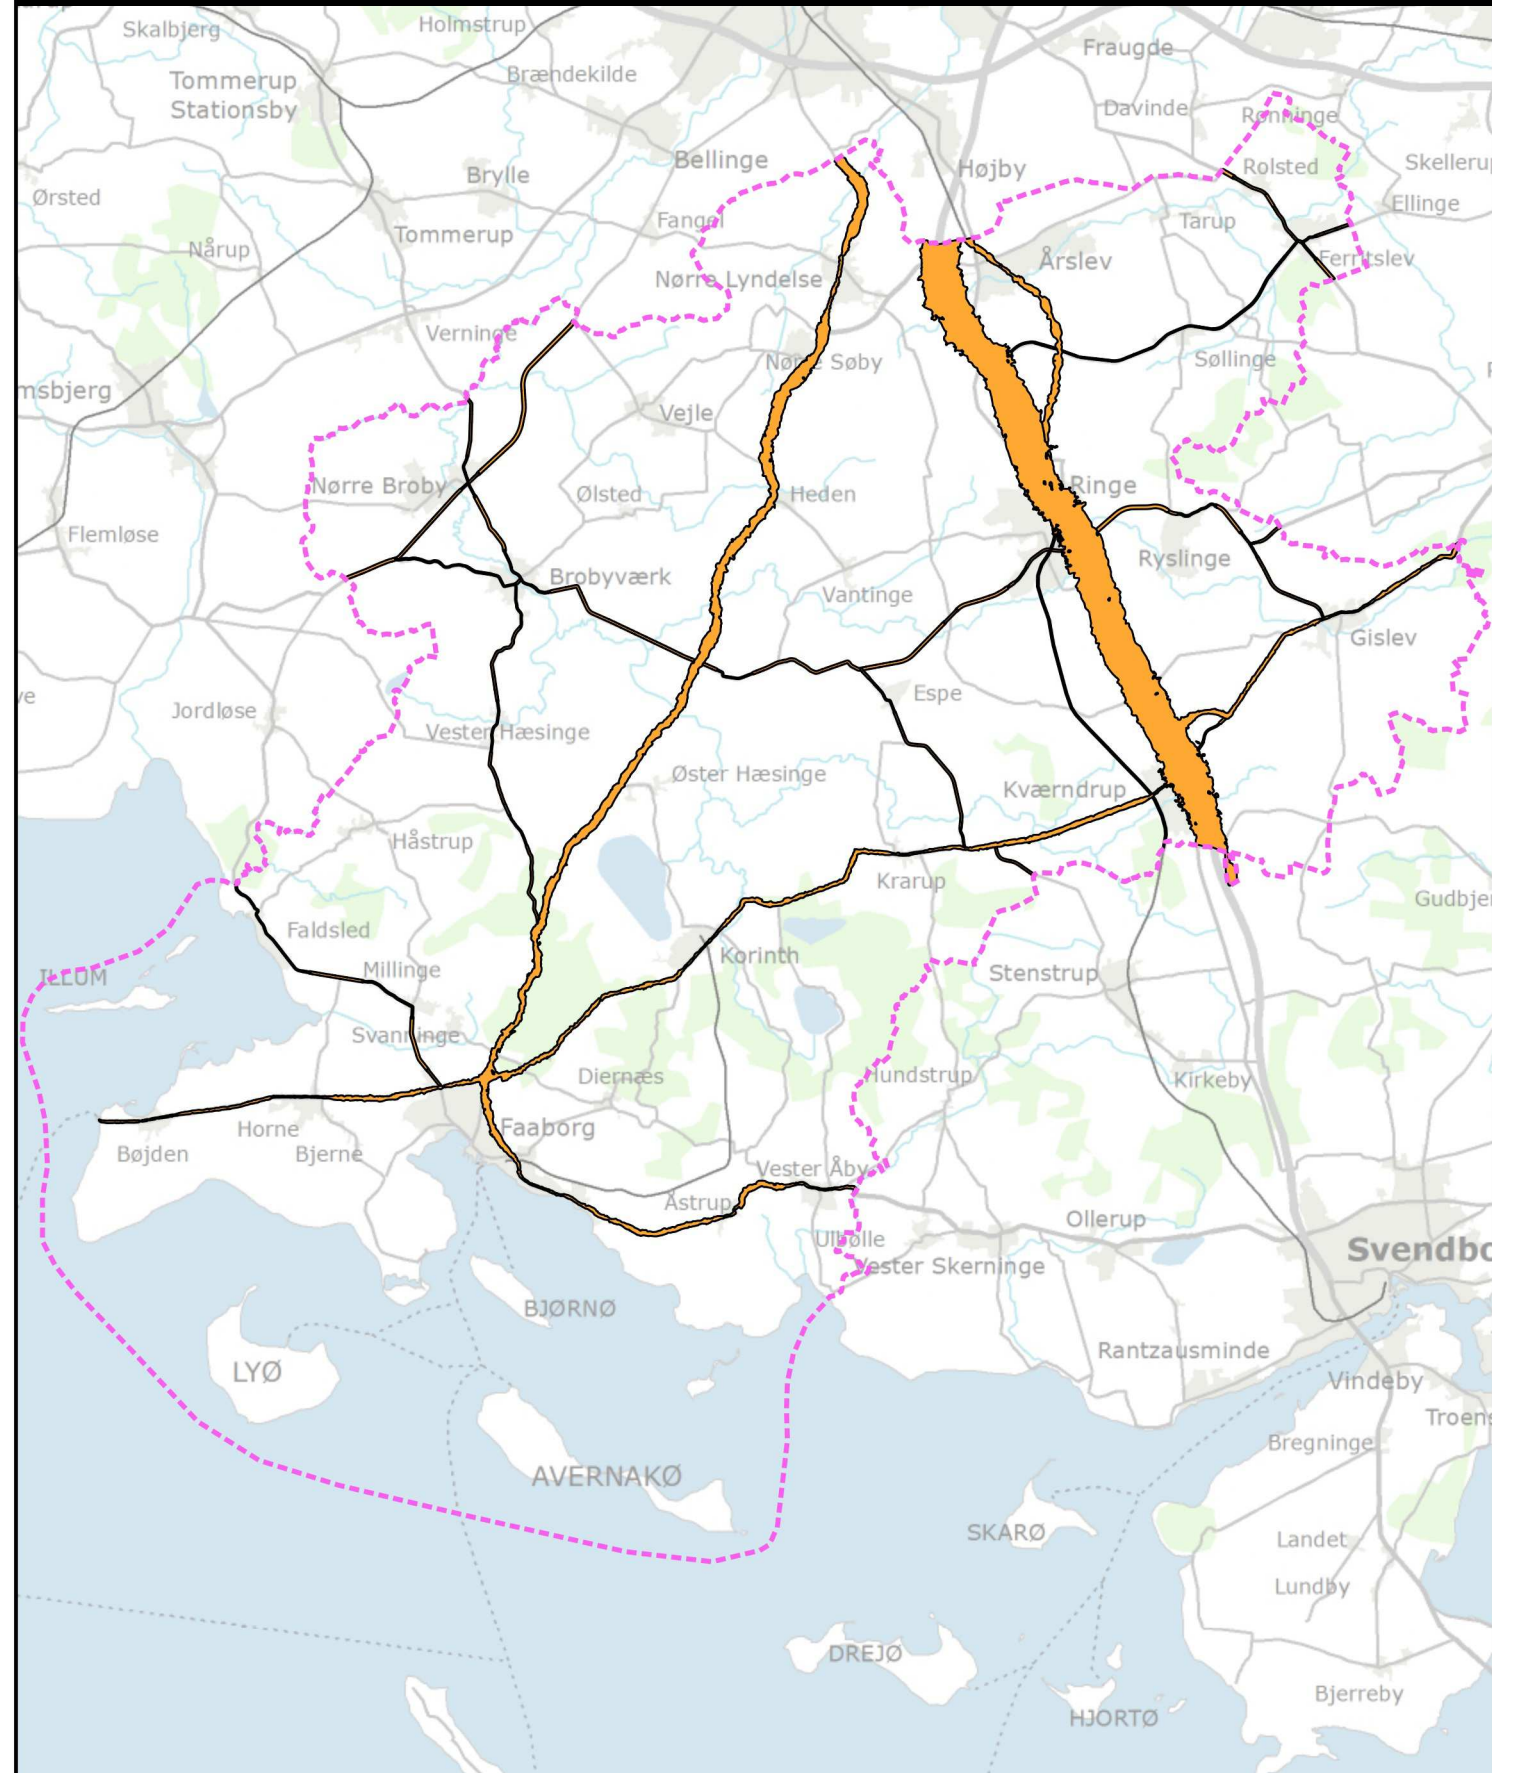 Skalbjerg
Holmstrup
Fraugde
Tommerup
Stationsby
Brændekilde
Davinde
Rønninge
Bellinge
Højby
Rolsted
Brylle
Ørsted
Fangel
Tarup
Ellinge
Nårup
Tommerup
Årslev
Ferritslev
Nørre Lyndelse
Verninge
Nørre Søby
Søllinge
msbjerg
Vejle
Nørre Broby
Ølsted
Heden
Ringe
Flemløse
Brobyværk
Vantinge
Ryslinge
Gislev
Espe
Jordløse
Vester Hæsinge
Øster Hæsinge
Kværndrup
Håstrup
Krarup
Gudbje
Faldsled
Korinth
Millinge
Stenstrup
ILLUM
Svanninge
Diernæs
Hundstrup
Kirkeby
Horne
Faaborg
Bøjden
Bjerne
Vester Åby
Åstrup
Ollerup
Ulbølle
Svendbo
Vester Skerninge
BJØRNØ
Rantzausminde
LYØ
Vindeby
Troens
Bregninge
AVERNAKØ
SKARØ
Landet
Lundby
DREJØ
Bjerreby
HJORTØ